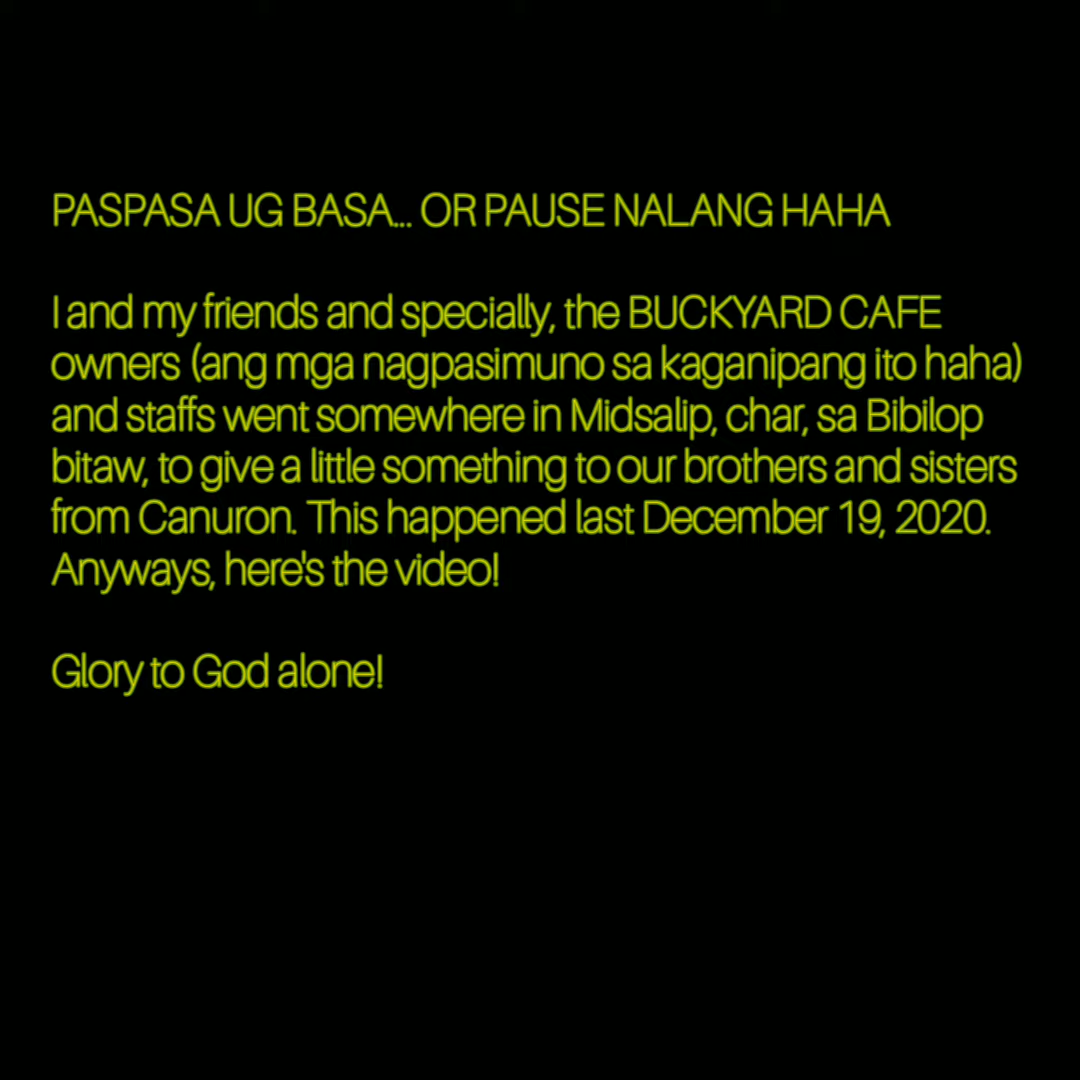 PASPASA UG BASA... OR PAUSE NALANG HAHA
I and my friends and specially, the BUCKYARD CAFE
owners (ang mga nagpasimuno sa kaganipang ito haha)
and staffs went somewhere in Midsalip, char, sa Bibilop
bitaw, to give a little something to our brothers and sisters
from Canuron. This happened last December 19, 2020.
Anyways, here's the video!
Glory to God alone!